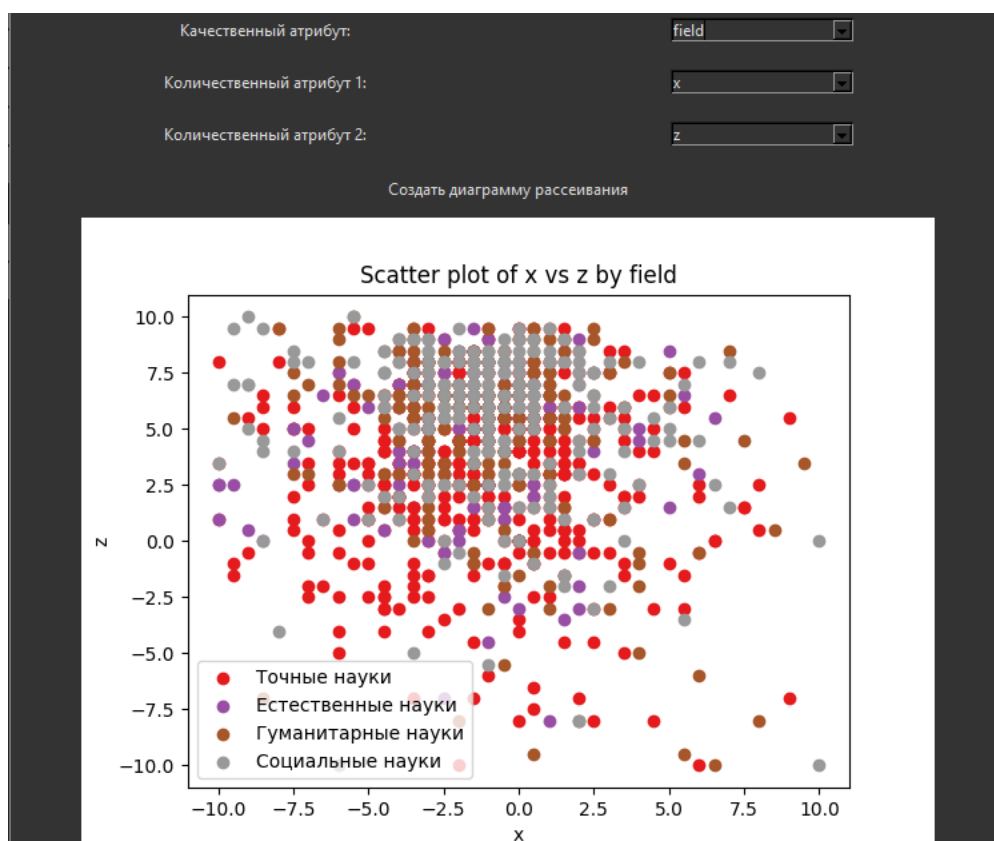 Качественный атрибут: field
Количественный атрибут 1: x
Количественный атрибут 2: z
Создать диаграмму рассеивания
Scatter plot of x vs z by field
10.0
7.5
5.0
2.5
0.0
−2.5
−5.0
−7.5
−10.0
z
Точные науки
Естественные науки
Гуманитарные науки
Социальные науки
−10.0 −7.5 −5.0 −2.5 0.0 2.5 5.0 7.5 10.0
x